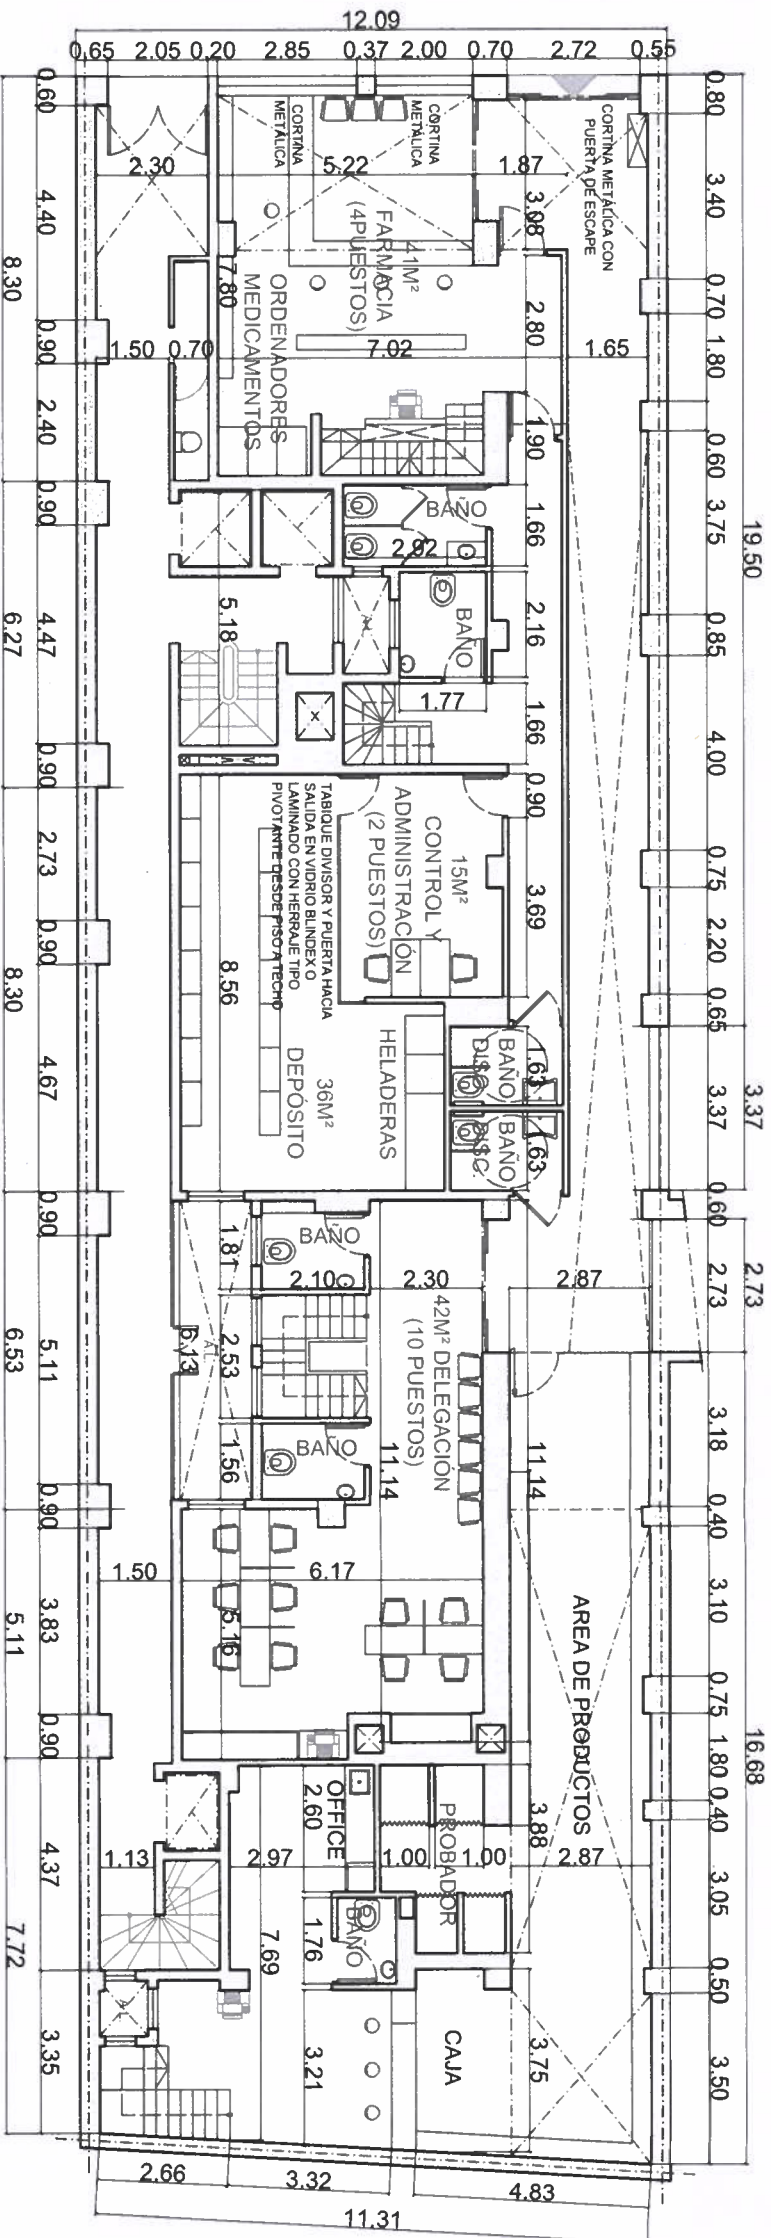 12.09
0.65 2.05 0.20 2.85 0.37 2.00 0.70 2.72 0.55
0.60
4.40
8.30
0.90
2.40
0.90
4.47
6.27
0.90
2.73
0.90
8.30
4.67
0.90
5.11
6.53
0.90
3.83
5.11
0.90
4.37
7.72
3.35
0.80
3.40
0.70
1.80
0.60
3.75
19.50
0.85
4.00
0.75
2.20
0.65
3.37
3.37
0.60
2.73
2.73
3.18
0.40
3.10
0.75
16.68
1.80
0.40
3.05
0.50
3.50
CORTINA METÁLICA CON
PUERTA DE ESCAPE
CORTINA
METÁLICA
CORTINA
METÁLICA
2.30
5.22
1.87
3.08
41M²
FARMACIA
(4PUESTOS)
7.80
ORDENADORES
MEDICAMENTOS
2.80
1.50 0.70
7.02
1.65
1.90
BAÑO
2.92
1.66
BAÑO
2.16
1.77
5.18
1.66
0.90
15M²
CONTROL Y
ADMINISTRACIÓN
(2 PUESTOS)
3.69
TABIQUE DIVISOR Y PUERTA HACIA
SALIDA EN VIDRIO BLINDEX O
LAMINADO CON HERRAJE TIPO
PIVOTANTE DESDE PISO A TECHO
8.56
HELADERAS
36M²
DEPÓSITO
BAÑO
DISC.
1.63
BAÑO
DISC.
1.63
BAÑO
1.81
2.10
2.30
2.87
42M² DELEGACIÓN
(10 PUESTOS)
2.53
A.L.
6.13
BAÑO
1.56
11.14
11.14
1.50
6.17
5.16
AREA DE PRODUCTOS
OFFICE
2.60
PROBADOR
3.88
1.13
2.97
1.00
1.00
2.87
BAÑO
1.76
7.69
A.L.
CAJA
3.21
3.75
2.66
3.32
4.83
11.31